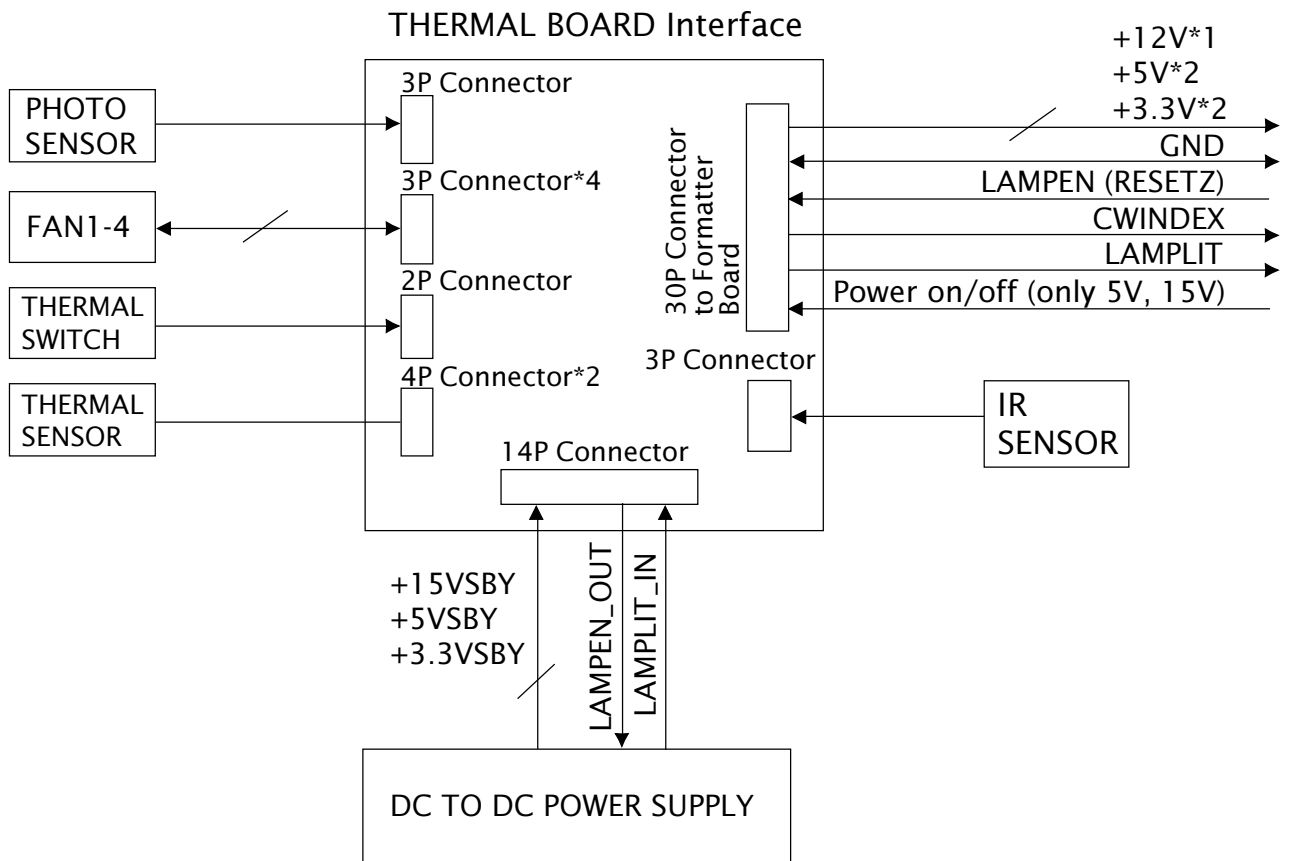 THERMAL BOARD Interface
+12V*1
+5V*2
+3.3V*2
GND
LAMPEN (RESETZ)
CWINDEX
LAMPLIT
Power on/off (only 5V, 15V)
PHOTO
SENSOR
3P Connector
FAN1-4
3P Connector*4
THERMAL
SWITCH
2P Connector
THERMAL
SENSOR
4P Connector*2
30P Connector
to Formatter
Board
3P Connector
IR
SENSOR
14P Connector
+15VSBY
+5VSBY
+3.3VSBY
LAMPEN_OUT
LAMPLIT_IN
DC TO DC POWER SUPPLY